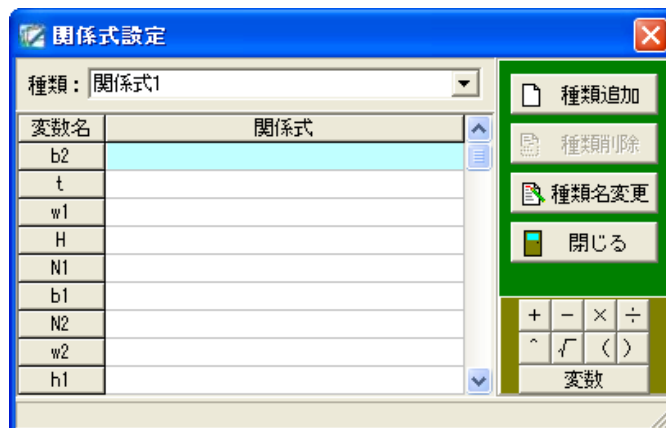 関係式設定
種類： 関係式1
変数名 関係式
b2
t
w1
H
N1
b1
N2
w2
h1
種類追加
種類削除
種類名変更
閉じる
+ − × ÷
^ √ ( )
変数